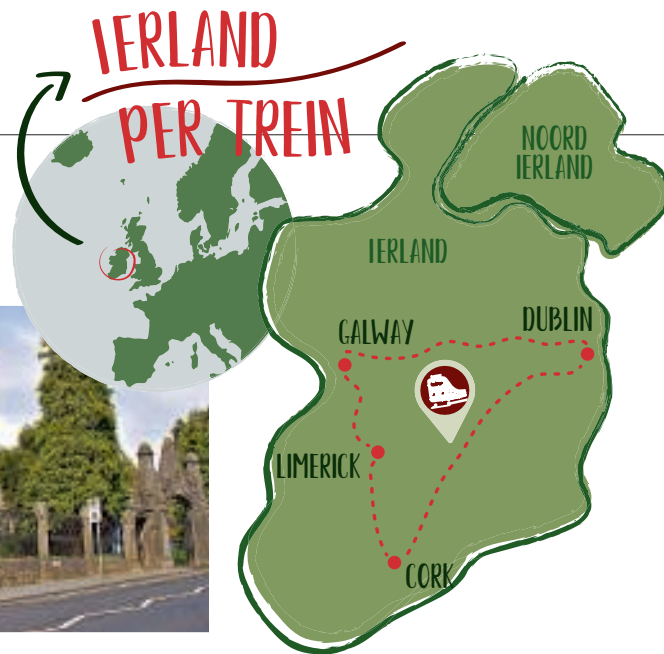 IERLAND
PER TREIN
NOORD
IERLAND
IERLAND
GALWAY
DUBLIN
LIMERICK
CORK